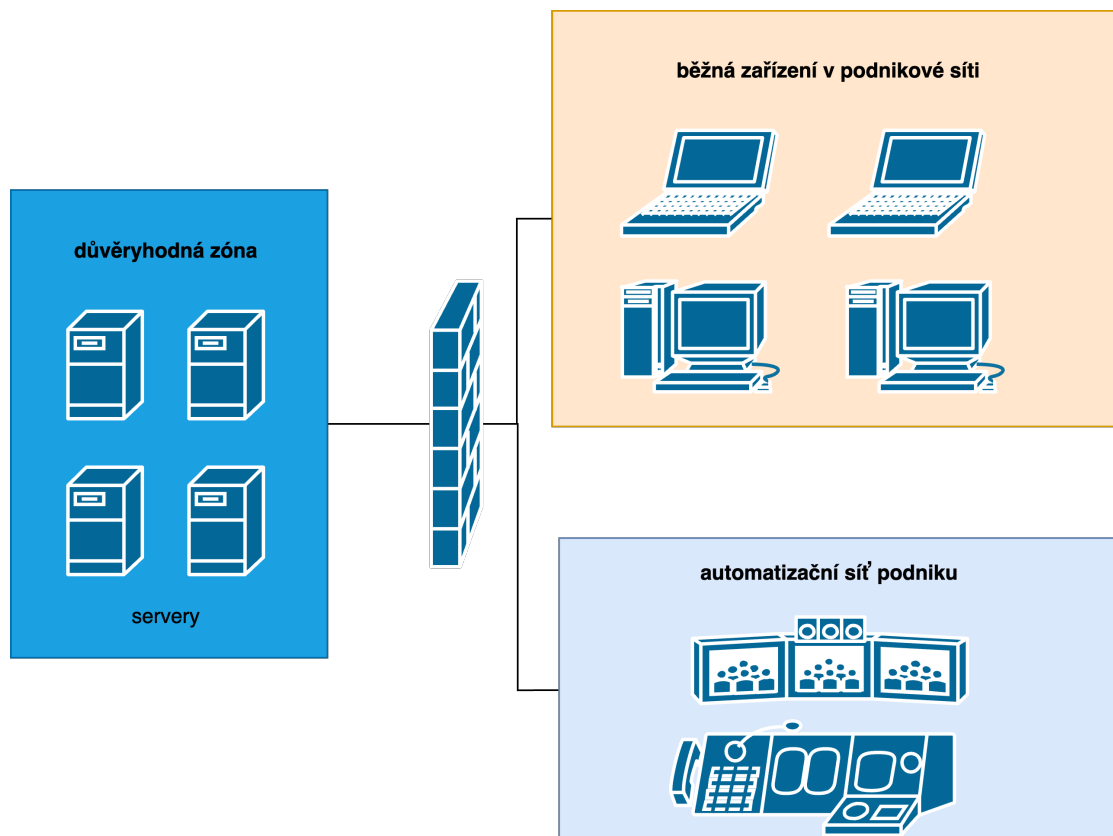 běžná zařízení v podnikové síti
důvěryhodná zóna
servery
automatizační síť podniku